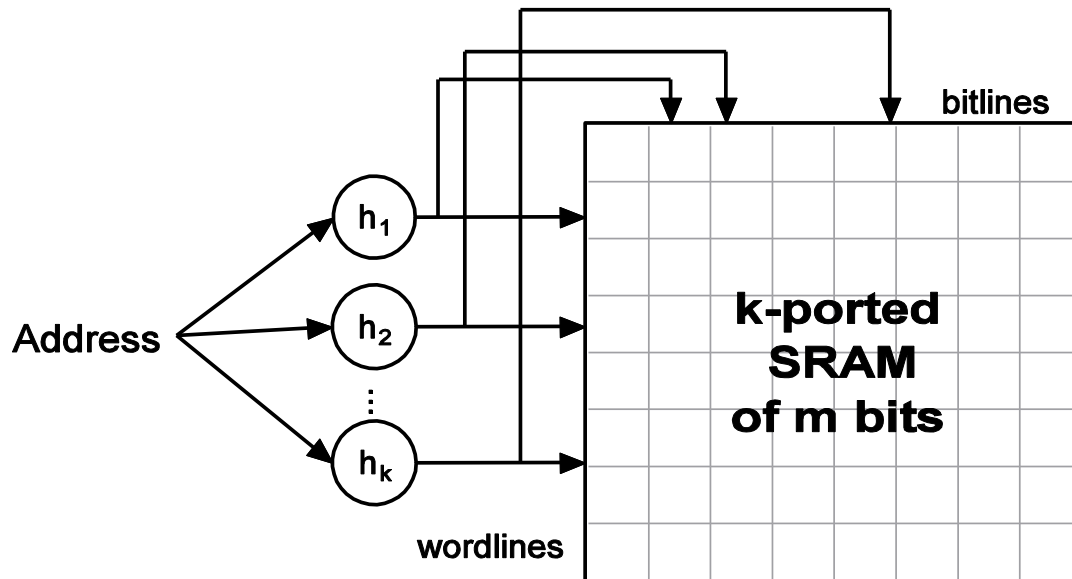 bitlines
h1
Address
h2
k-ported
SRAM
of m bits
hk
wordlines